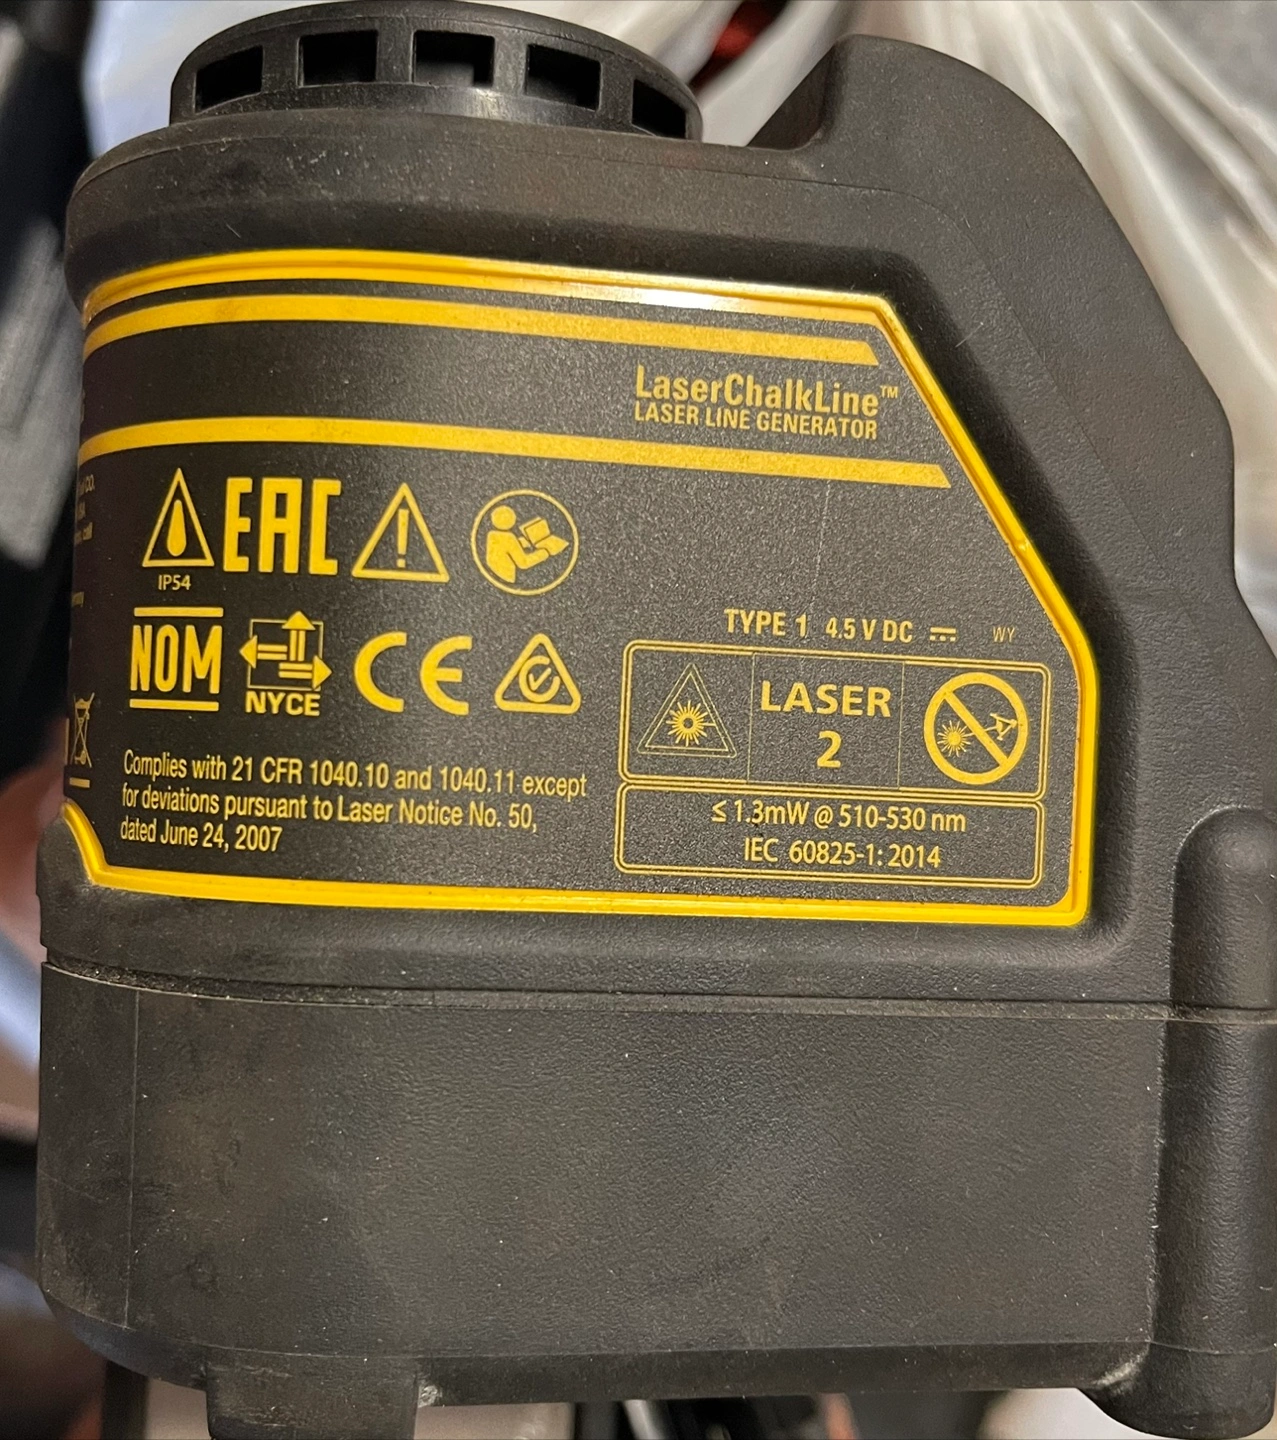 LaserChalkLine™
LASER LINE GENERATOR
CO.
call
EAC
IP54
NOM
NYCE
CE
TYPE 1 4.5 V DC WY
LASER
2
≤ 1.3mW @ 510-530 nm
IEC 60825-1: 2014
Complies with 21 CFR 1040.10 and 1040.11 except
for deviations pursuant to Laser Notice No. 50,
dated June 24, 2007